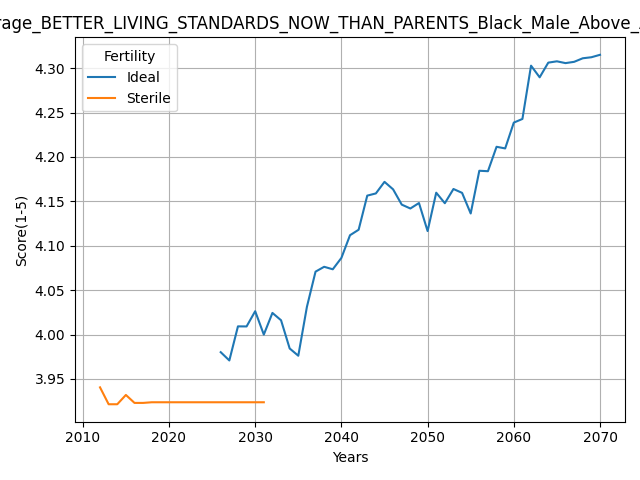 rage_BETTER_LIVING_STANDARDS_NOW_THAN_PARENTS_Black_Male_Above_
Fertility
Ideal
Sterile
4.30
4.25
4.20
4.15
4.10
4.05
4.00
3.95
Score(1-5)
2010 2020 2030 2040 2050 2060 2070
Years